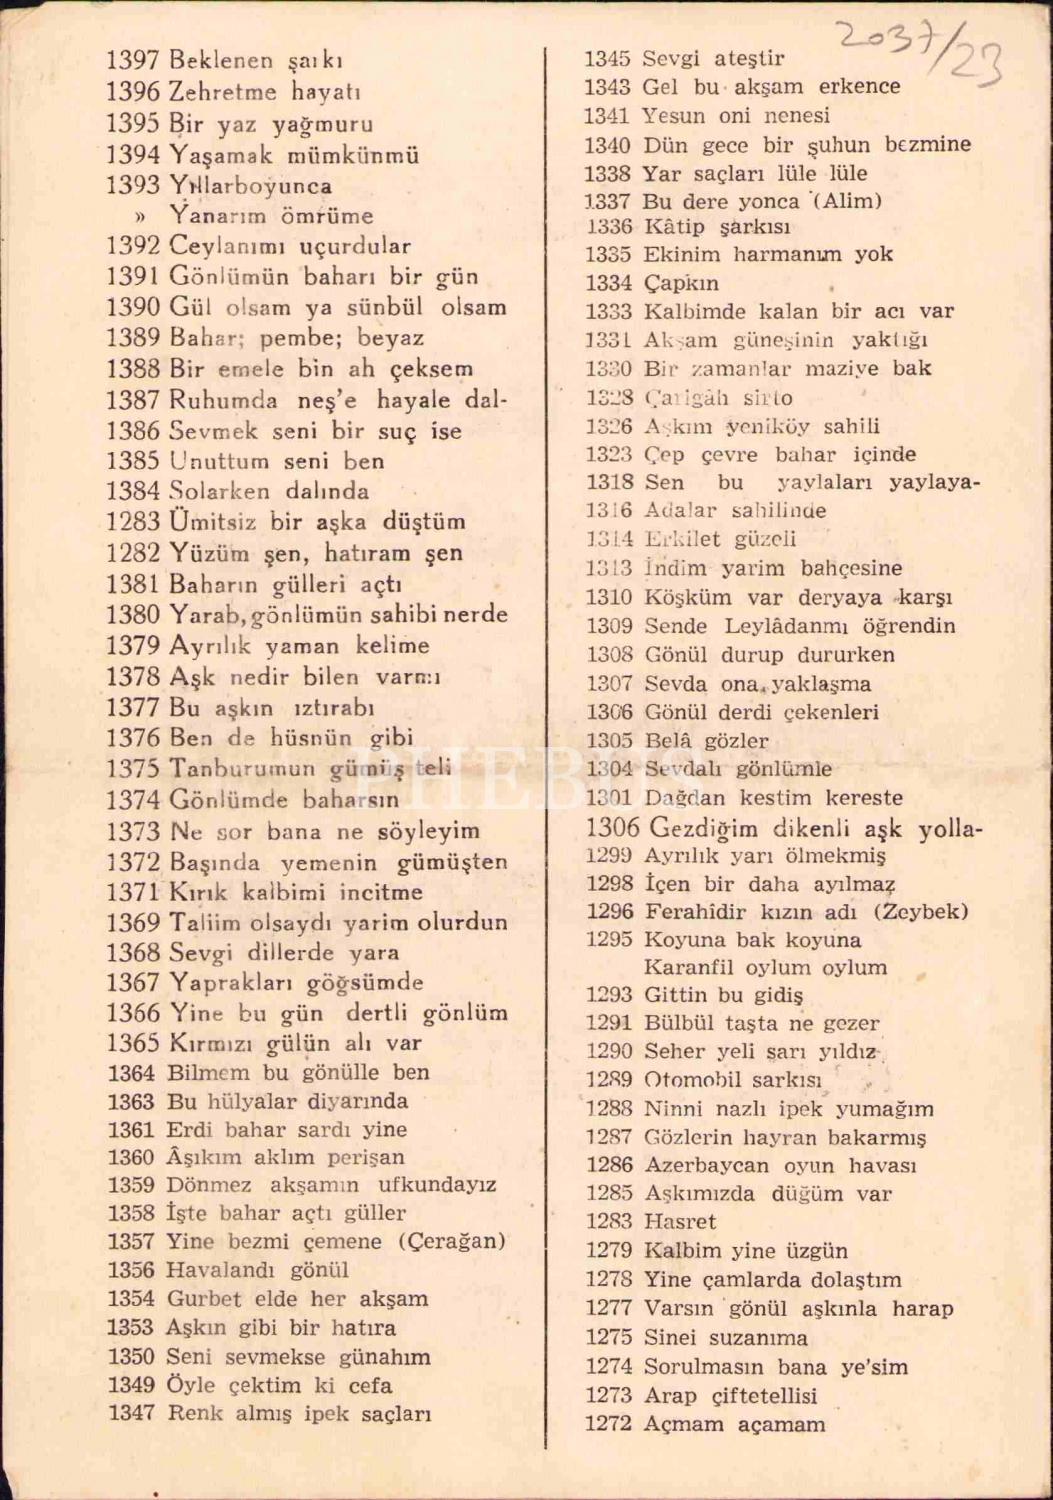 2037/23
1397 Beklenen şarkı
1396 Zehretme hayatı
1395 Bir yaz yağmuru
1394 Yaşamak mümkünmü
1393 Yıllarboyunca
» Yanarım ömrüme
1392 Ceylanımı uçurdular
1391 Gönlümün baharı bir gün
1390 Gül olsam ya sünbül olsam
1389 Bahar; pembe; beyaz
1388 Bir emele bin ah çeksem
1387 Ruhumda neş'e hayale dal-
1386 Sevmek seni bir suç ise
1385 Unuttum seni ben
1384 Solarken dalında
1283 Ümitsiz bir aşka düştüm
1282 Yüzüm şen, hatıram şen
1381 Baharın gülleri açtı
1380 Yarab, gönlümün sahibi nerde
1379 Ayrılık yaman kelime
1378 Aşk nedir bilen varmı
1377 Bu aşkın ıztırabı
1376 Ben de hüsnün gibi
1375 Tanburumun gümüş teli
1374 Gönlümde baharsın
1373 Ne sor bana ne söyleyim
1372 Başında yemenin gümüşten
1371 Kırık kalbimi incitme
1369 Taliim olsaydı yarim olurdun
1368 Sevgi dillerde yara
1367 Yaprakları göğsümde
1366 Yine bu gün dertli gönlüm
1365 Kırmızı gülün alı var
1364 Bilmem bu gönülle ben
1363 Bu hülyalar diyarında
1361 Erdi bahar sardı yine
1360 Âşıkım aklım perişan
1359 Dönmez akşamın ufkundayız
1358 İşte bahar açtı güller
1357 Yine bezmi çemene (Çerağan)
1356 Havalandı gönül
1354 Gurbet elde her akşam
1353 Aşkın gibi bir hatıra
1350 Seni sevmekse günahım
1349 Öyle çektim ki cefa
1347 Renk almış ipek saçları
1345 Sevgi ateştir
1343 Gel bu akşam erkence
1341 Yesun oni nenesi
1340 Dün gece bir şuhun bezmine
1338 Yar saçları lüle lüle
1337 Bu dere yonca (Alim)
1336 Kâtip şarkısı
1335 Ekinim harmanım yok
1334 Çapkın
1333 Kalbimde kalan bir acı var
1331 Akşam güneşinin yaktığı
1330 Bir zamanlar maziye bak
1328 Çarigâh sirto
1326 Aşkım yeniköy sahili
1323 Çep çevre bahar içinde
1318 Sen bu yaylaları yaylaya-
1316 Adalar sahilinde
1314 Erkilet güzeli
1313 İndim yarim bahçesine
1310 Köşküm var deryaya karşı
1309 Sende Leylâdanmı öğrendin
1308 Gönül durup dururken
1307 Sevda ona yaklaşma
1306 Gönül derdi çekenleri
1305 Belâ gözler
1304 Sevdalı gönlümle
1301 Dağdan kestim kereste
1306 Gezdiğim dikenli aşk yolla-
1299 Ayrılık yarı ölmekmiş
1298 İçen bir daha ayılmaz
1296 Ferahîdir kızın adı (Zeybek)
1295 Koyuna bak koyuna
Karanfil oylum oylum
1293 Gittin bu gidiş
1291 Bülbül taşta ne gezer
1290 Seher yeli sarı yıldız
1289 Otomobil sarkısı
1288 Ninni nazlı ipek yumağım
1287 Gözlerin hayran bakarmış
1286 Azerbaycan oyun havası
1285 Aşkımızda düğüm var
1283 Hasret
1279 Kalbim yine üzgün
1278 Yine çamlarda dolaştım
1277 Varsın gönül aşkınla harap
1275 Sinei suzanıma
1274 Sorulmasın bana ye'sim
1273 Arap çiftetellisi
1272 Açmam açamam
PHEBUS